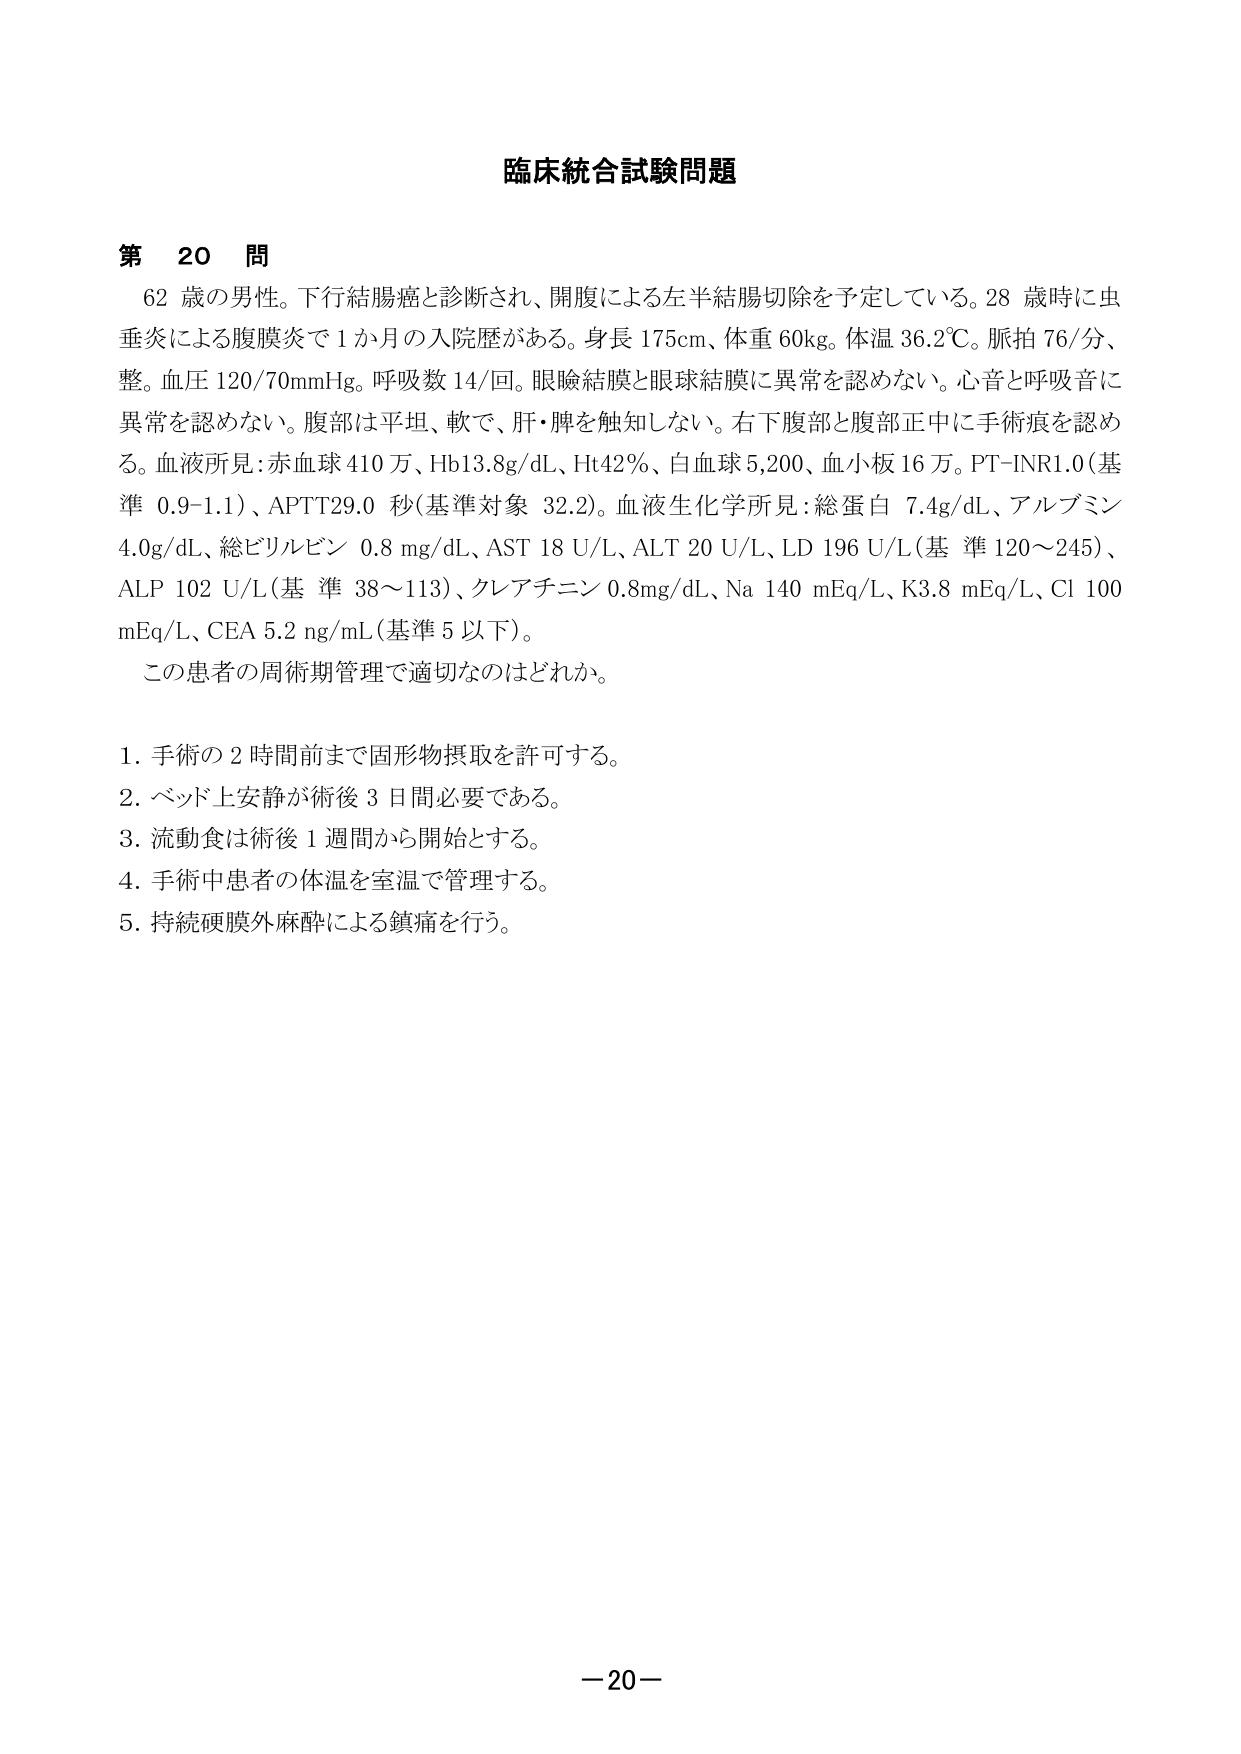 臨床統合試験問題
第 20 問
62 歳の男性。下行結腸癌と診断され、開腹による左半結腸切除を予定している。28 歳時に虫
垂炎による腹膜炎で 1 か月の入院歴がある。身長 175cm、体重 60kg。体温 36.2℃。脈拍 76/分、
整。血圧 120/70mmHg。呼吸数 14/回。眼瞼結膜と眼球結膜に異常を認めない。心音と呼吸音に
異常を認めない。腹部は平坦、軟で、肝・脾を触知しない。右下腹部と腹部正中に手術痕を認め
る。血液所見：赤血球 410 万、Hb13.8g/dL、Ht42%、白血球 5,200、血小板 16 万。PT-INR1.0（基
準 0.9-1.1）、APTT29.0 秒（基準対象 32.2）。血液生化学所見：総蛋白 7.4g/dL、アルブミン
4.0g/dL、総ビリルビン 0.8 mg/dL、AST 18 U/L、ALT 20 U/L、LD 196 U/L（基 準 120～245）、
ALP 102 U/L（基 準 38～113）、クレアチニン 0.8mg/dL、Na 140 mEq/L、K3.8 mEq/L、Cl 100
mEq/L、CEA 5.2 ng/mL（基準 5 以下）。
この患者の周術期管理で適切なのはどれか。
1. 手術の 2 時間前まで固形物摂取を許可する。
2. ベッド上安静が術後 3 日間必要である。
3. 流動食は術後 1 週間から開始とする。
4. 手術中患者の体温を室温で管理する。
5. 持続硬膜外麻酔による鎮痛を行う。
－20－